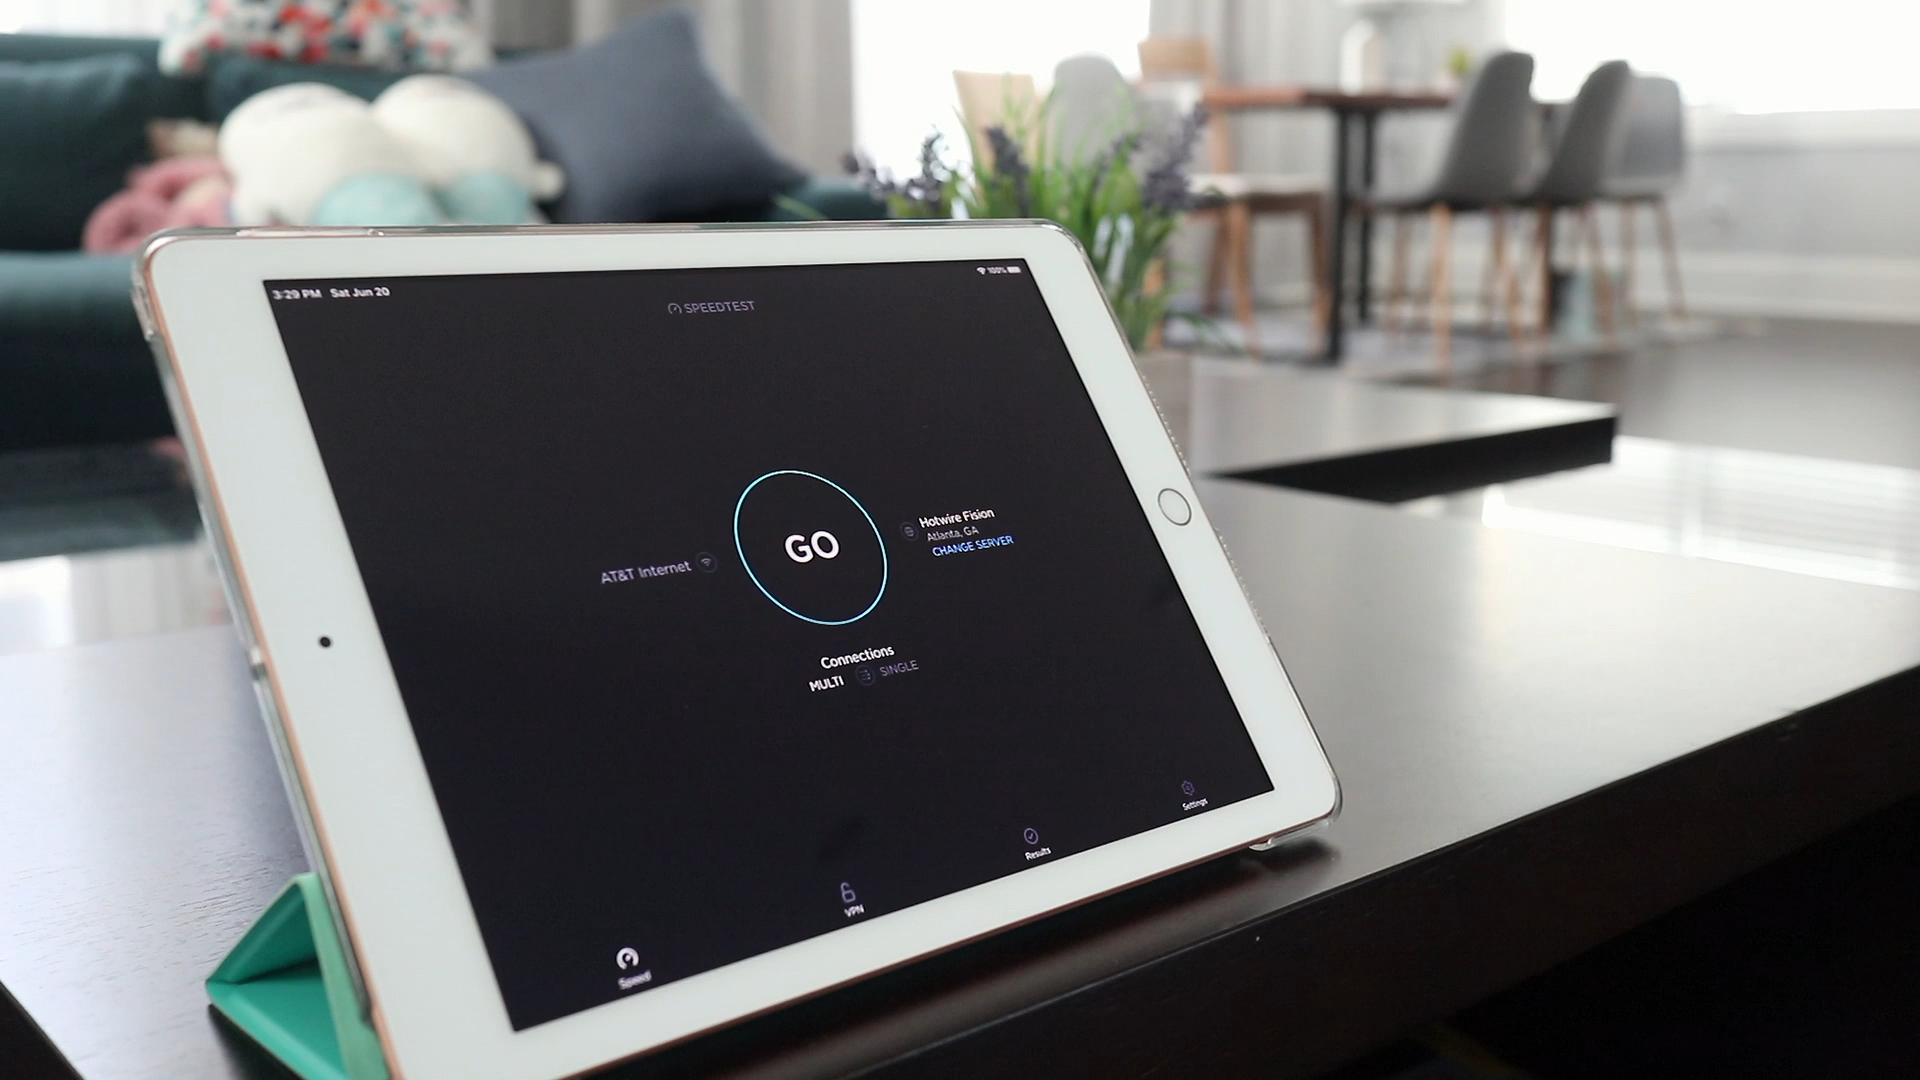 3:29 PM Sat Jun 20
100%
SPEEDTEST
AT&T Internet
GO
Hotwire Fision
Atlanta, GA
CHANGE SERVER
Connections
MULTI SINGLE
Speed
VPN
Results
Settings